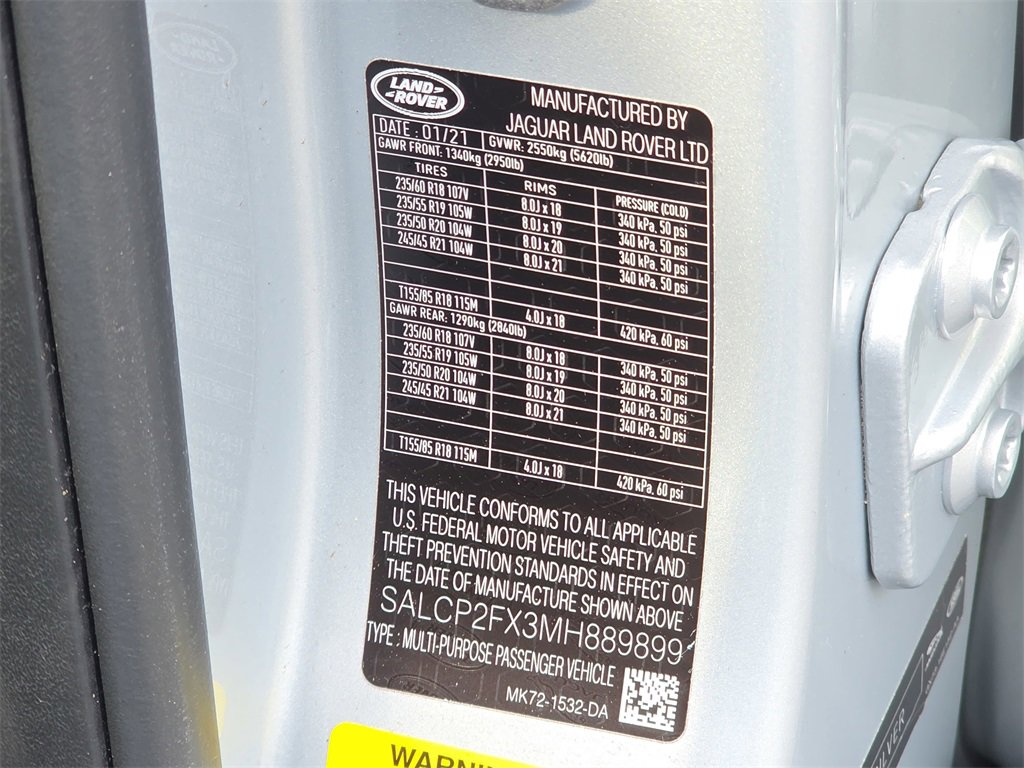 LAND
ROVER
MANUFACTURED BY
JAGUAR LAND ROVER LTD
DATE : 01/21 GVWR: 2550kg (5620lb)
GAWR FRONT: 1340kg (2950lb)
TIRES RIMS PRESSURE (COLD)
235/60 R18 107V 8.0J x 18 340 kPa, 50 psi
235/55 R19 105W 8.0J x 19 340 kPa, 50 psi
235/50 R20 104W 8.0J x 20 340 kPa, 50 psi
245/45 R21 104W 8.0J x 21 340 kPa, 50 psi
T155/85 R18 115M 4.0J x 18 420 kPa, 60 psi
GAWR REAR: 1290kg (2840lb)
235/60 R18 107V 8.0J x 18 340 kPa, 50 psi
235/55 R19 105W 8.0J x 19 340 kPa, 50 psi
235/50 R20 104W 8.0J x 20 340 kPa, 50 psi
245/45 R21 104W 8.0J x 21 340 kPa, 50 psi
T155/85 R18 115M 4.0J x 18 420 kPa, 60 psi
THIS VEHICLE CONFORMS TO ALL APPLICABLE
U.S. FEDERAL MOTOR VEHICLE SAFETY AND
THEFT PREVENTION STANDARDS IN EFFECT ON
THE DATE OF MANUFACTURE SHOWN ABOVE
SALCP2FX3MH889899
TYPE : MULTI-PURPOSE PASSENGER VEHICLE
MK72-1532-DA